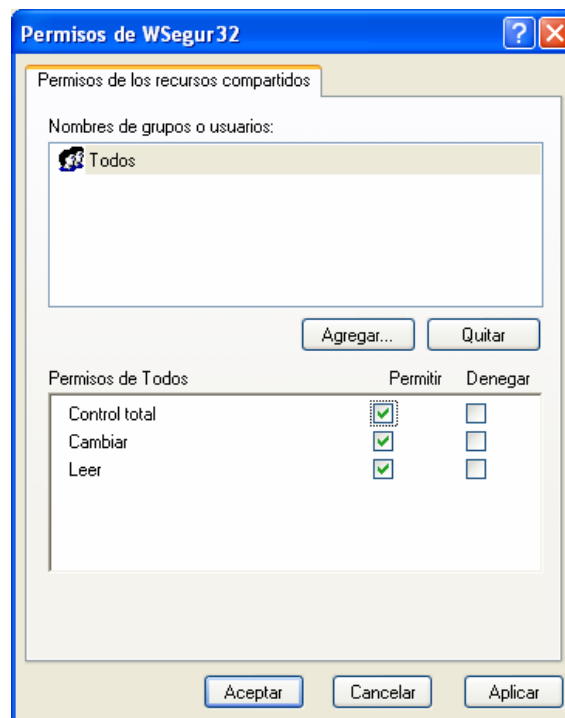 Permisos de WSegur32
Permisos de los recursos compartidos
Nombres de grupos o usuarios:
Todos
Agregar... Quitar
Permisos de Todos Permitir Denegar
Control total
Cambiar
Leer
Aceptar Cancelar Aplicar